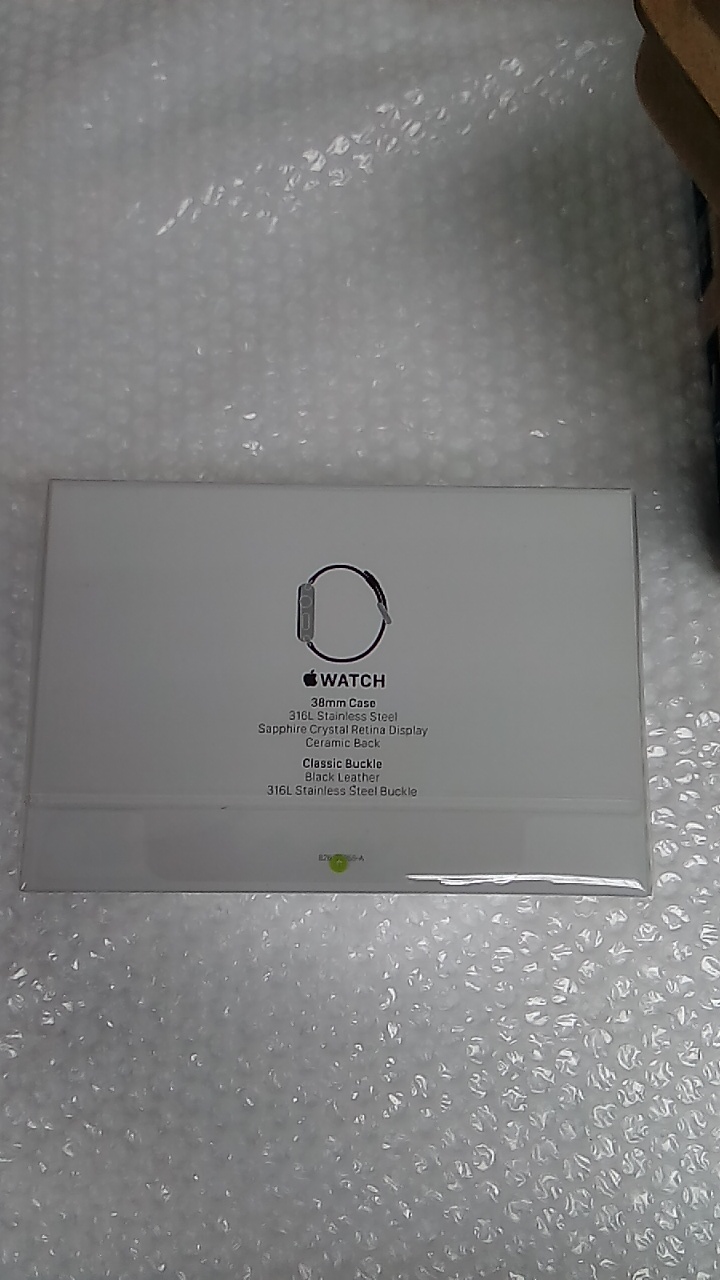 WATCH
38mm Case
316L Stainless Steel
Sapphire Crystal Retina Display
Ceramic Back
Classic Buckle
Black Leather
316L Stainless Steel Buckle